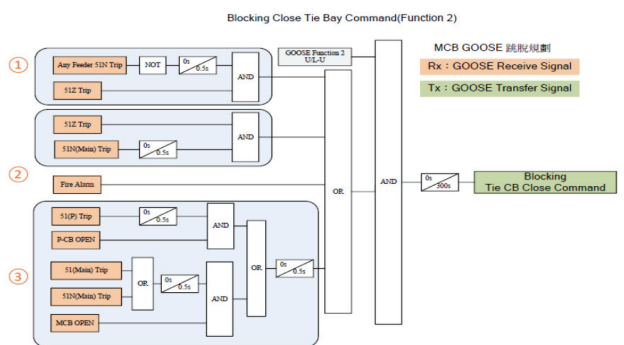 Blocking Close Tie Bay Command(Function 2)
MCB GOOSE 跳脫規劃
Rx：GOOSE Receive Signal
Tx：GOOSE Transfer Signal
GOOSE Function 2
U/L-U
①
Any Feeder 51N Trip
NOT
0s
0.5s
AND
51Z Trip
②
51Z Trip
51N(Main) Trip
0s
0.5s
AND
Fire Alarm
OR
AND
0s
300s
Blocking
Tie CB Close Command
③
51(P) Trip
0s
0.5s
AND
P-CB OPEN
51(Main) Trip
51N(Main) Trip
OR
0s
0.5s
AND
MCB OPEN
OR
0s
0.5s